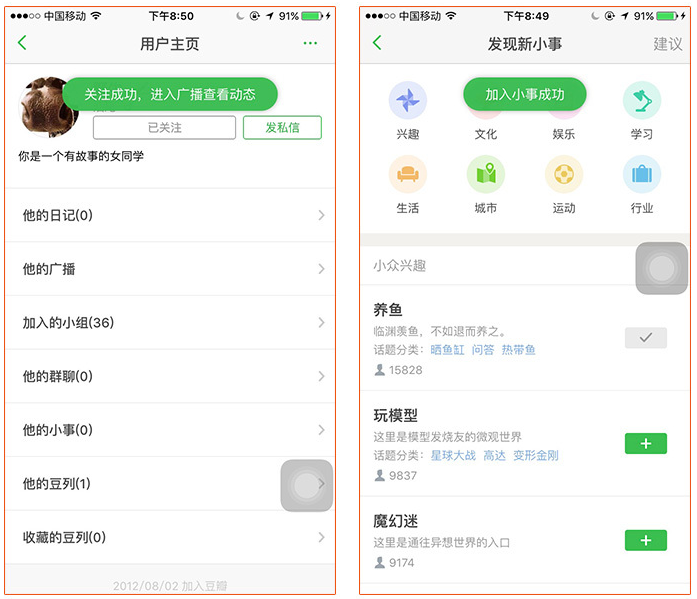 中国移动 下午8:50 91%
用户主页
关注成功，进入广播查看动态
已关注 发私信
你是一个有故事的女同学
他的日记(0)
他的广播
加入的小组(36)
他的群聊(0)
他的小事(0)
他的豆列(1)
收藏的豆列(0)
2012/08/02 加入豆瓣
中国移动 下午8:49 91%
发现新小事 建议
加入小事成功
兴趣 文化 娱乐 学习
生活 城市 运动 行业
小众兴趣
养鱼
临渊羡鱼，不如退而养之。
话题分类： 晒鱼缸 问答 热带鱼
15828
玩模型
这里是模型发烧友的微观世界
话题分类： 星球大战 高达 变形金刚
9837
魔幻迷
这里是通往异想世界的入口
9174